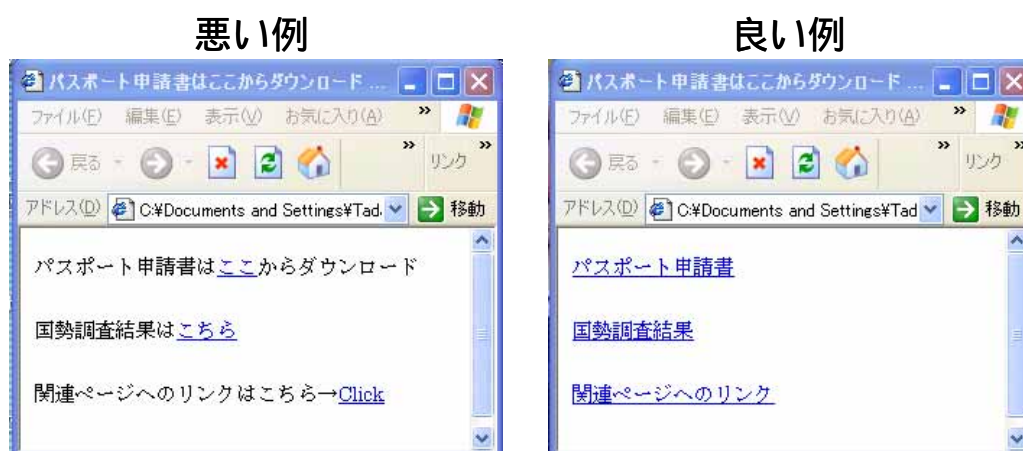 悪い例
良い例
パスポート申請書はここからダウンロード ...
ファイル(F) 編集(E) 表示(V) お気に入り(A) »
戻る » リンク »
アドレス(D) C:¥Documents and Settings¥Tad. 移動
パスポート申請書はここからダウンロード
国勢調査結果はこちら
関連ページへのリンクはこちら→Click
パスポート申請書はここからダウンロード ...
ファイル(F) 編集(E) 表示(V) お気に入り(A) »
戻る » リンク »
アドレス(D) C:¥Documents and Settings¥Tad 移動
パスポート申請書
国勢調査結果
関連ページへのリンク